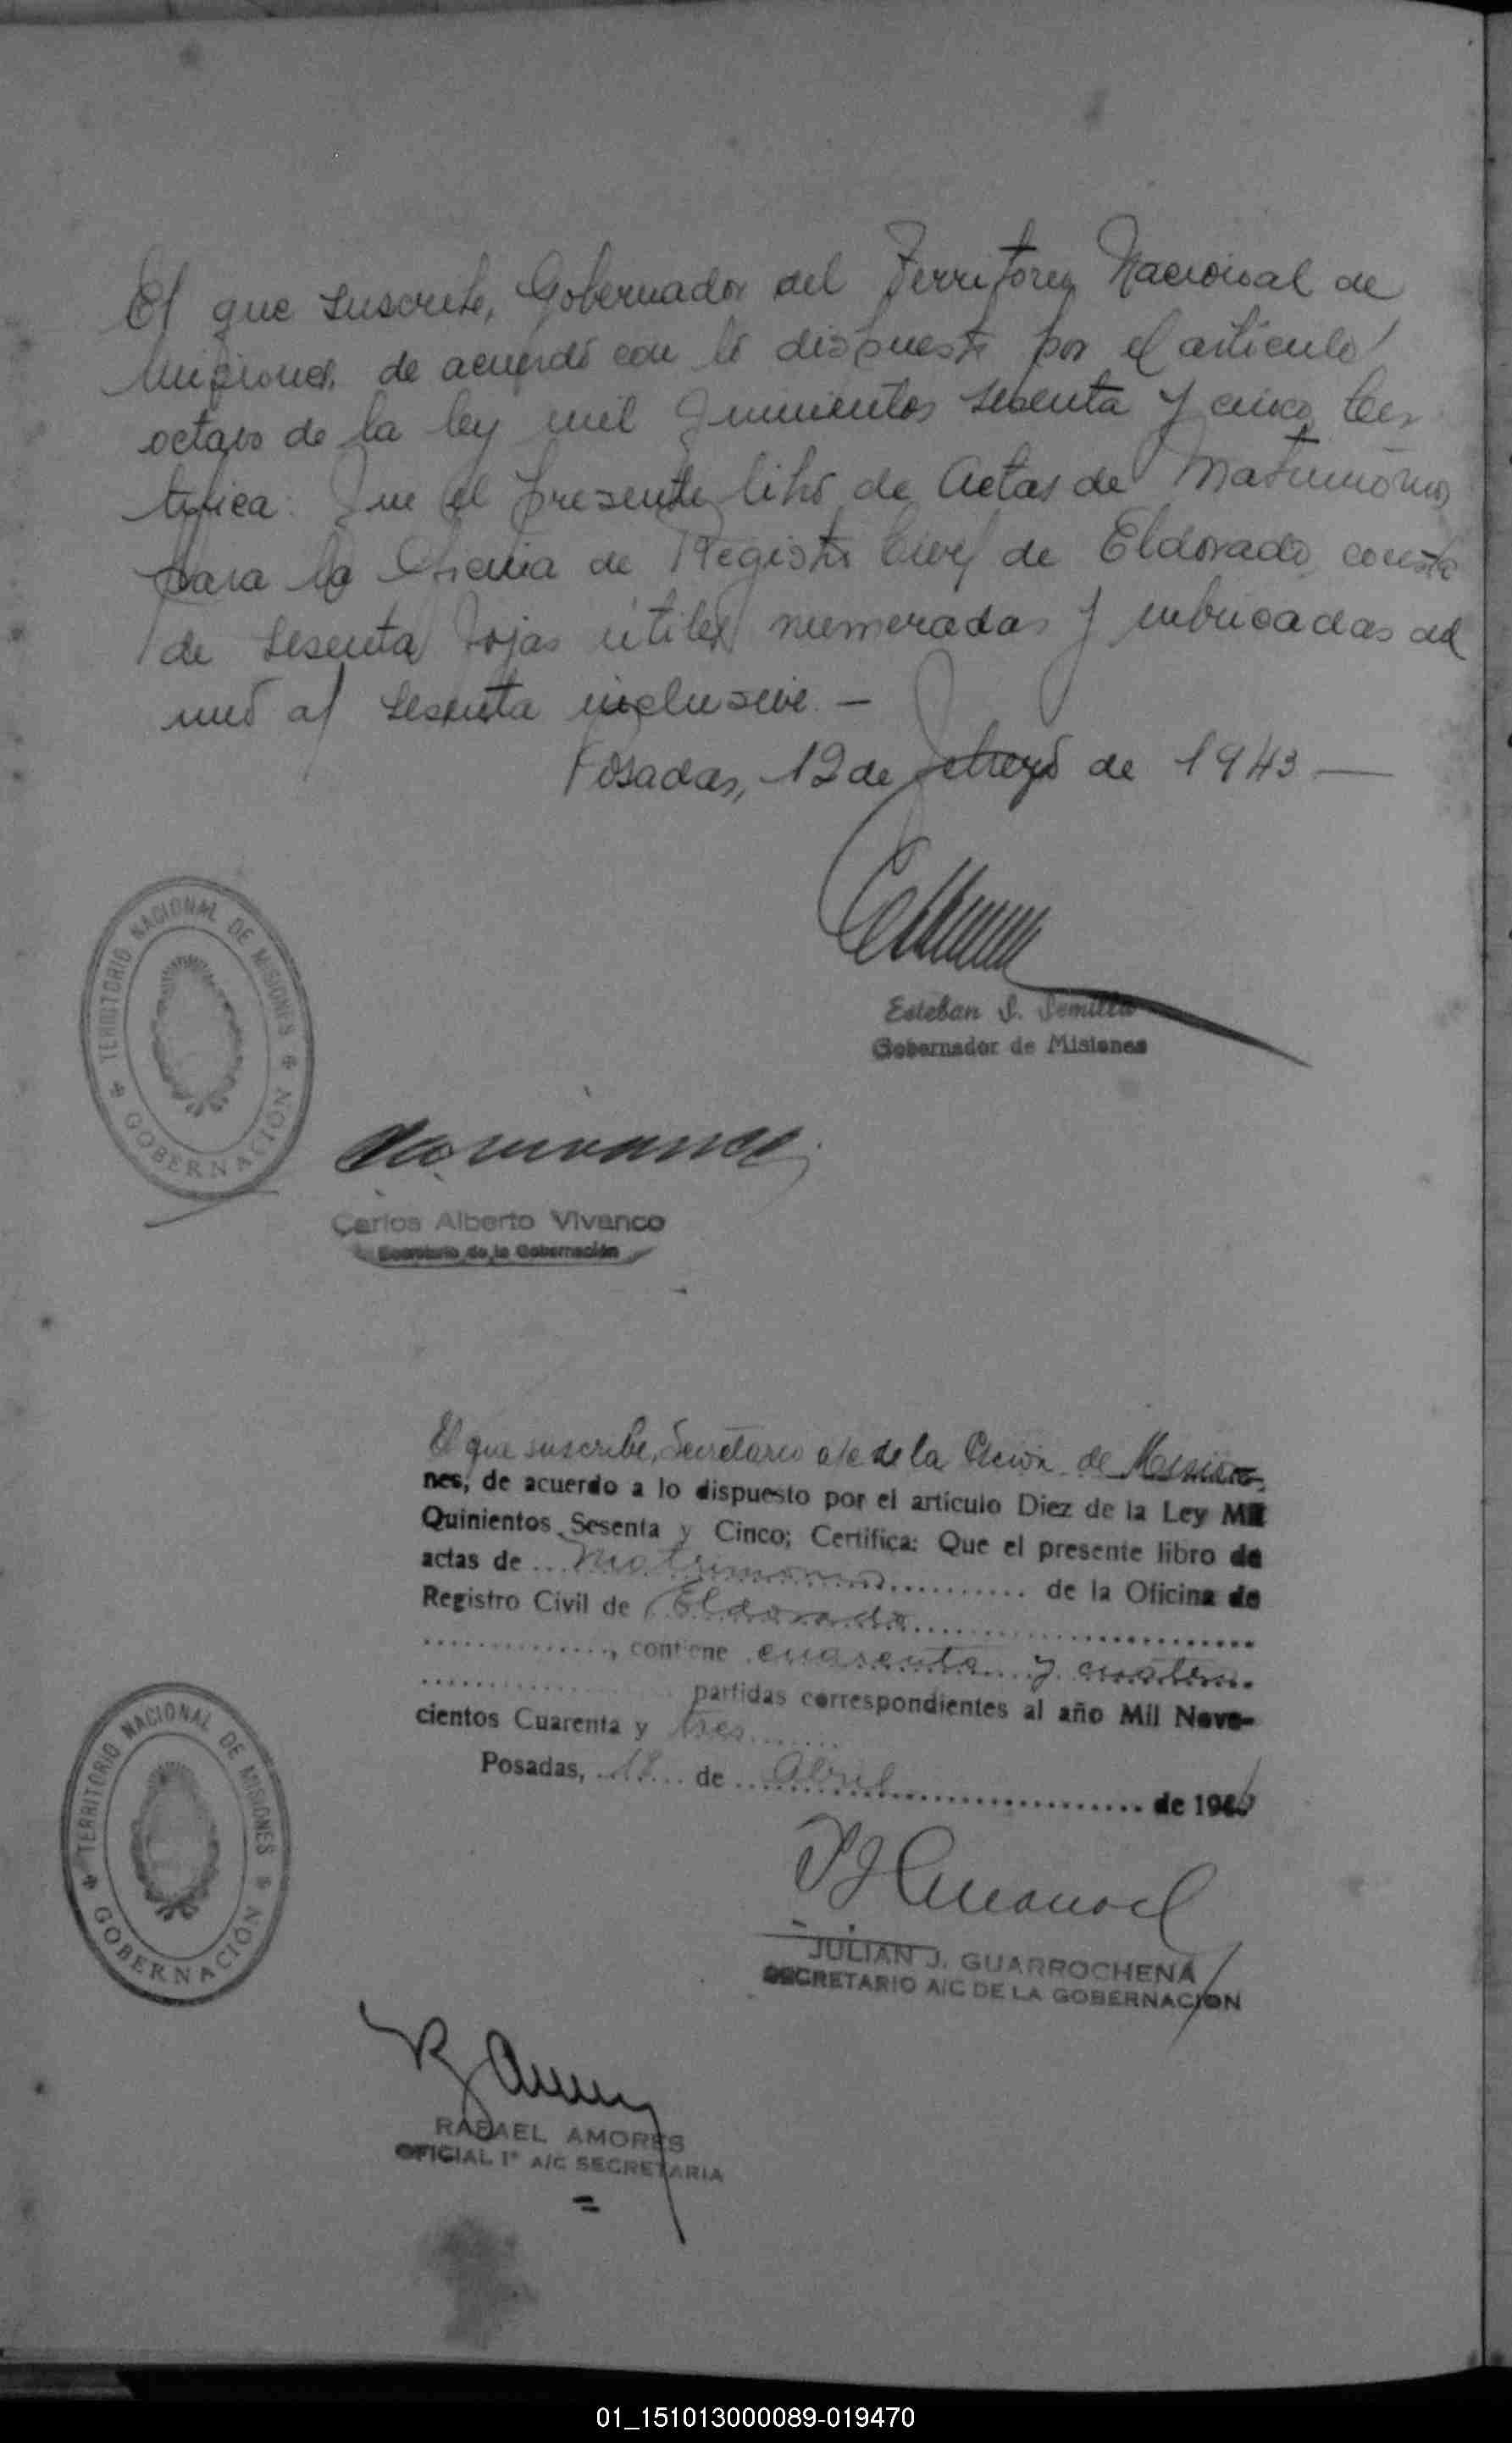 El que suscribe, Gobernador del Territorio Nacional de
Misiones, de acuerdo con lo dispuesto por el artículo
octavo de la ley mil quinientos sesenta y cinco, Cer
tifica: Que el presente libro de Actas de Matrimonios
para la Oficina de Registro Civil de Eldorado, consta
de sesenta fojas útiles numeradas y rubricadas del
uno al sesenta inclusive. —
Posadas, 12 de febrero de 1943 —
TERRITORIO NACIONAL DE MISIONES
GOBERNACIÓN
Esteban S. Semilla
Gobernador de Misiones
Carlos Alberto Vivanco
Secretario de la Gobernación
El que suscribe, Secretario a/c de la Gción de Misio-
nes, de acuerdo a lo dispuesto por el artículo Diez de la Ley Mil
Quinientos Sesenta y Cinco; Certifica: Que el presente libro de
actas de ... Matrimonios ........... de la Oficina de
Registro Civil de Eldorado ..........................
.............., contiene cuarenta y cuatro.
................ partidas correspondientes al año Mil Nove-
cientos Cuarenta y tres .......
Posadas, 18 de Abril ........................ de 194
TERRITORIO NACIONAL DE MISIONES
GOBERNACIÓN
JULIAN J. GUARROCHENA
SECRETARIO A/C DE LA GOBERNACION
RAFAEL AMORES
OFICIAL 1° A/C SECRETARIA
01_151013000089-019470